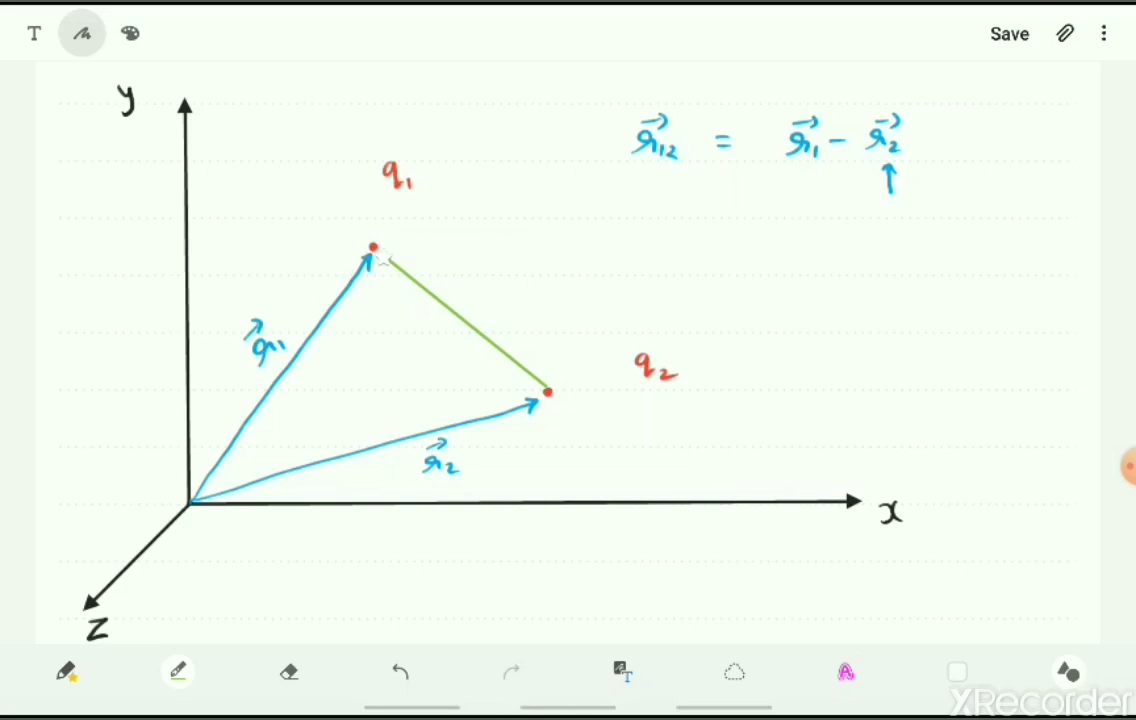 T
Save
y
r⃗₁₂ = r⃗₁ - r⃗₂
↑
q₁
r⃗₁
q₂
r⃗₂
x
z
T
A
XRecorder